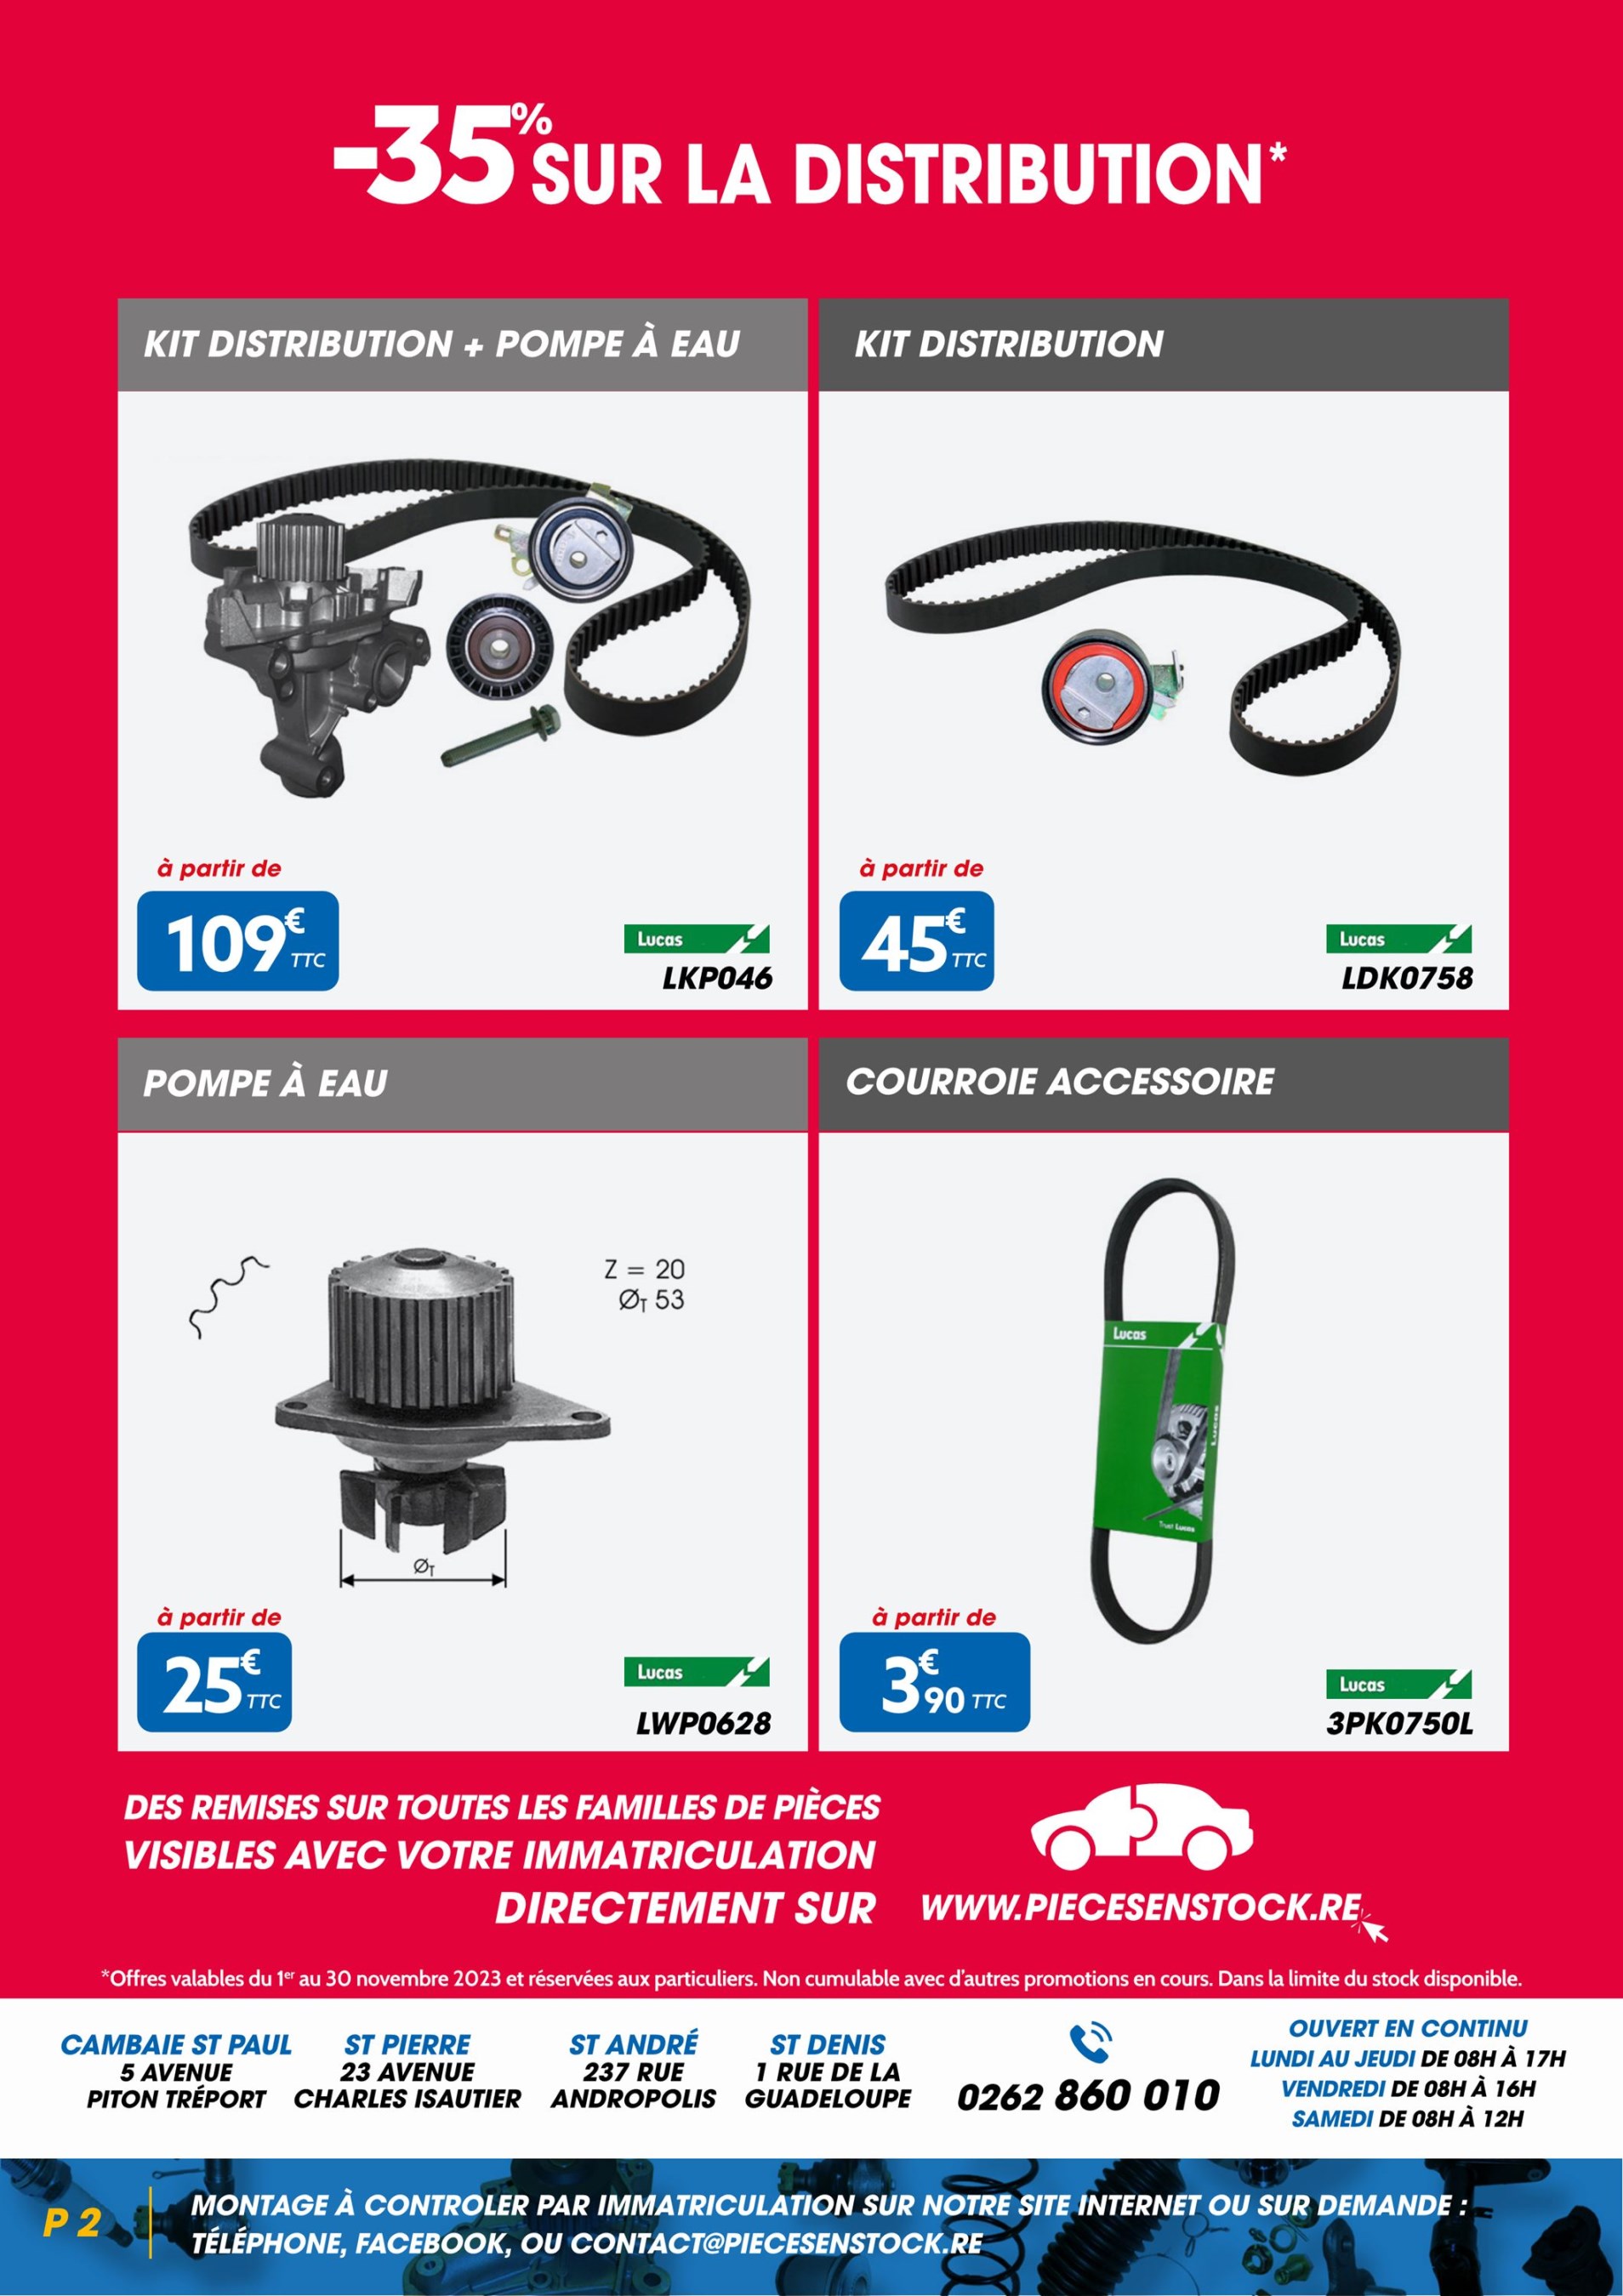 -35% SUR LA DISTRIBUTION*
KIT DISTRIBUTION + POMPE À EAU
à partir de
109€ TTC
Lucas
LKP046
KIT DISTRIBUTION
à partir de
45€ TTC
Lucas
LDK0758
POMPE À EAU
Z = 20
ØT 53
ØT
à partir de
25€ TTC
Lucas
LWP0628
COURROIE ACCESSOIRE
Lucas
Lucas
Trust Lucas
à partir de
3€90 TTC
Lucas
3PK0750L
DES REMISES SUR TOUTES LES FAMILLES DE PIÈCES
VISIBLES AVEC VOTRE IMMATRICULATION
DIRECTEMENT SUR WWW.PIECESENSTOCK.RE
*Offres valables du 1er au 30 novembre 2023 et réservées aux particuliers. Non cumulable avec d'autres promotions en cours. Dans la limite du stock disponible.
CAMBAIE ST PAUL
5 AVENUE
PITON TRÉPORT
ST PIERRE
23 AVENUE
CHARLES ISAUTIER
ST ANDRÉ
237 RUE
ANDROPOLIS
ST DENIS
1 RUE DE LA
GUADELOUPE
0262 860 010
OUVERT EN CONTINU
LUNDI AU JEUDI DE 08H À 17H
VENDREDI DE 08H À 16H
SAMEDI DE 08H À 12H
P 2
MONTAGE À CONTROLER PAR IMMATRICULATION SUR NOTRE SITE INTERNET OU SUR DEMANDE :
TÉLÉPHONE, FACEBOOK, OU CONTACT@PIECESENSTOCK.RE